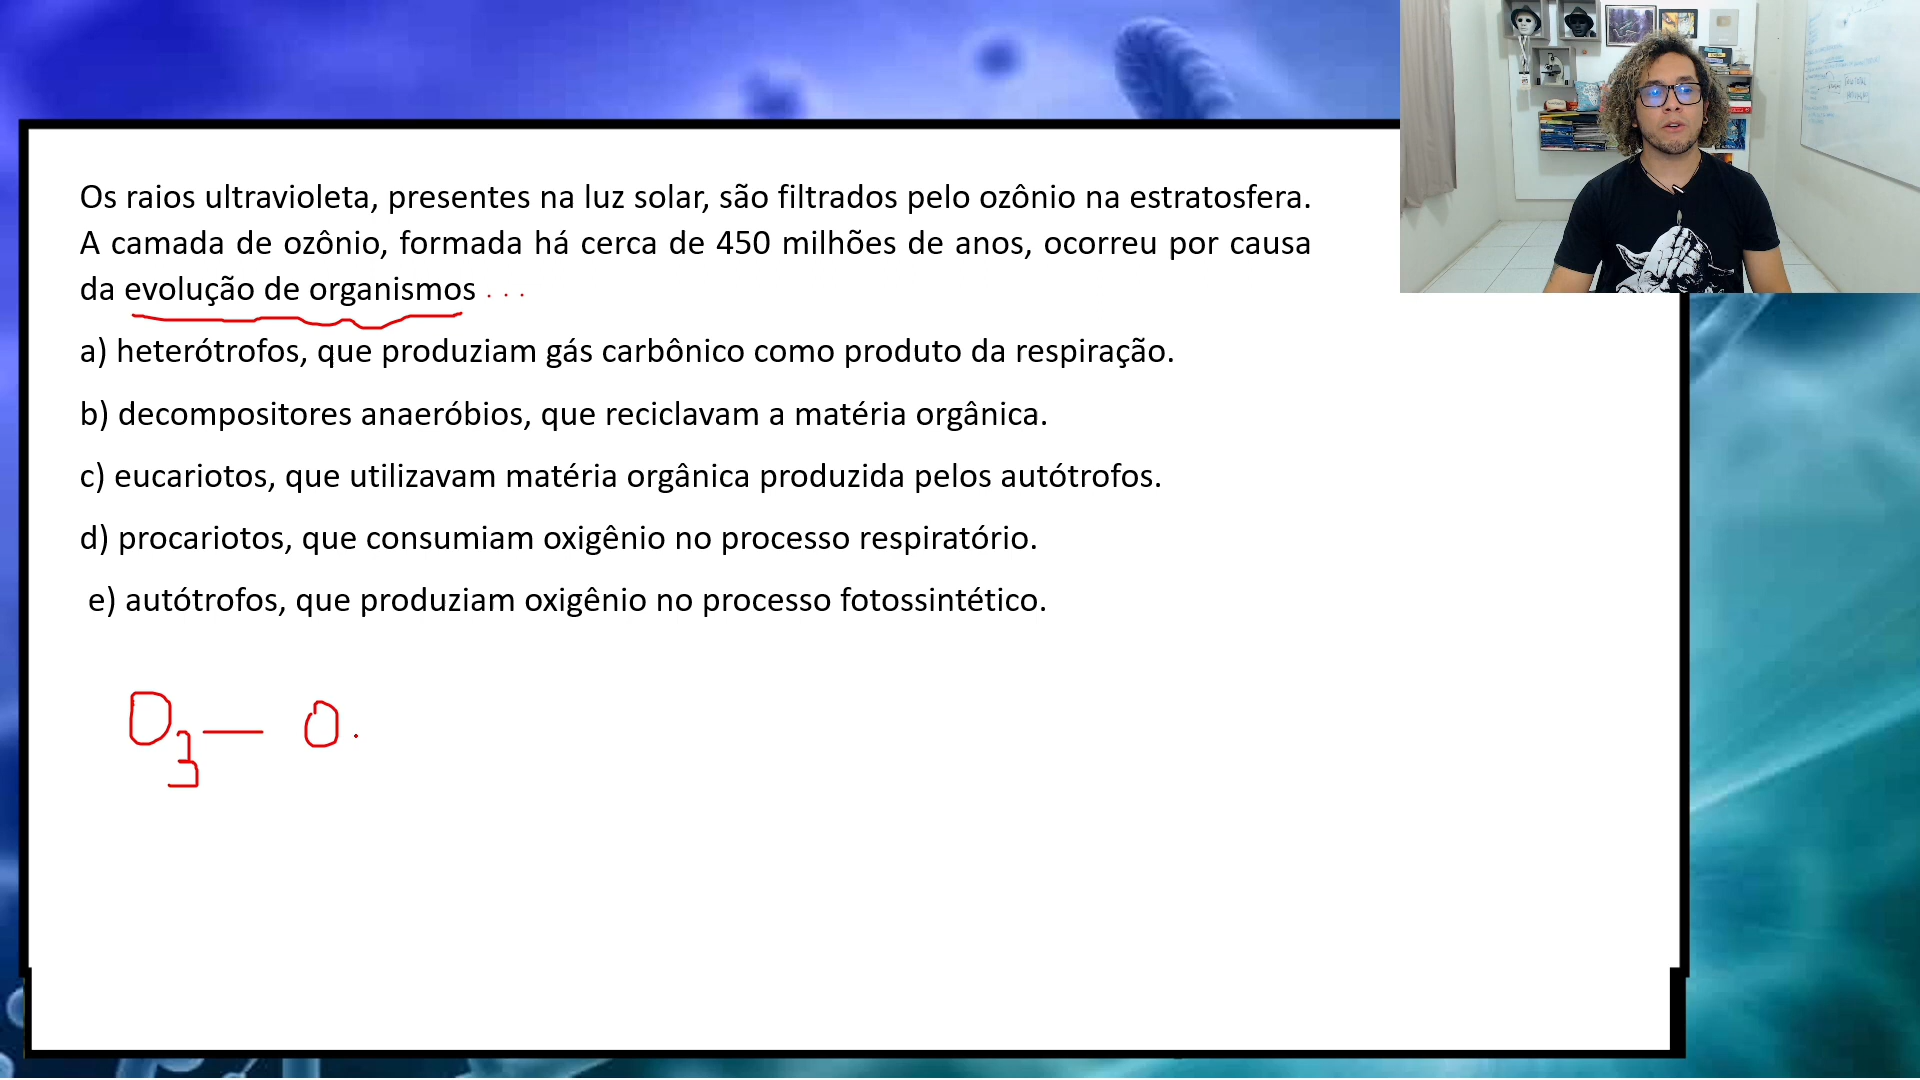 Os raios ultravioleta, presentes na luz solar, são filtrados pelo ozônio na estratosfera.
A camada de ozônio, formada há cerca de 450 milhões de anos, ocorreu por causa
da evolução de organismos . . .
a) heterótrofos, que produziam gás carbônico como produto da respiração.
b) decompositores anaeróbios, que reciclavam a matéria orgânica.
c) eucariotos, que utilizavam matéria orgânica produzida pelos autótrofos.
d) procariotos, que consumiam oxigênio no processo respiratório.
e) autótrofos, que produziam oxigênio no processo fotossintético.
O3 — O.